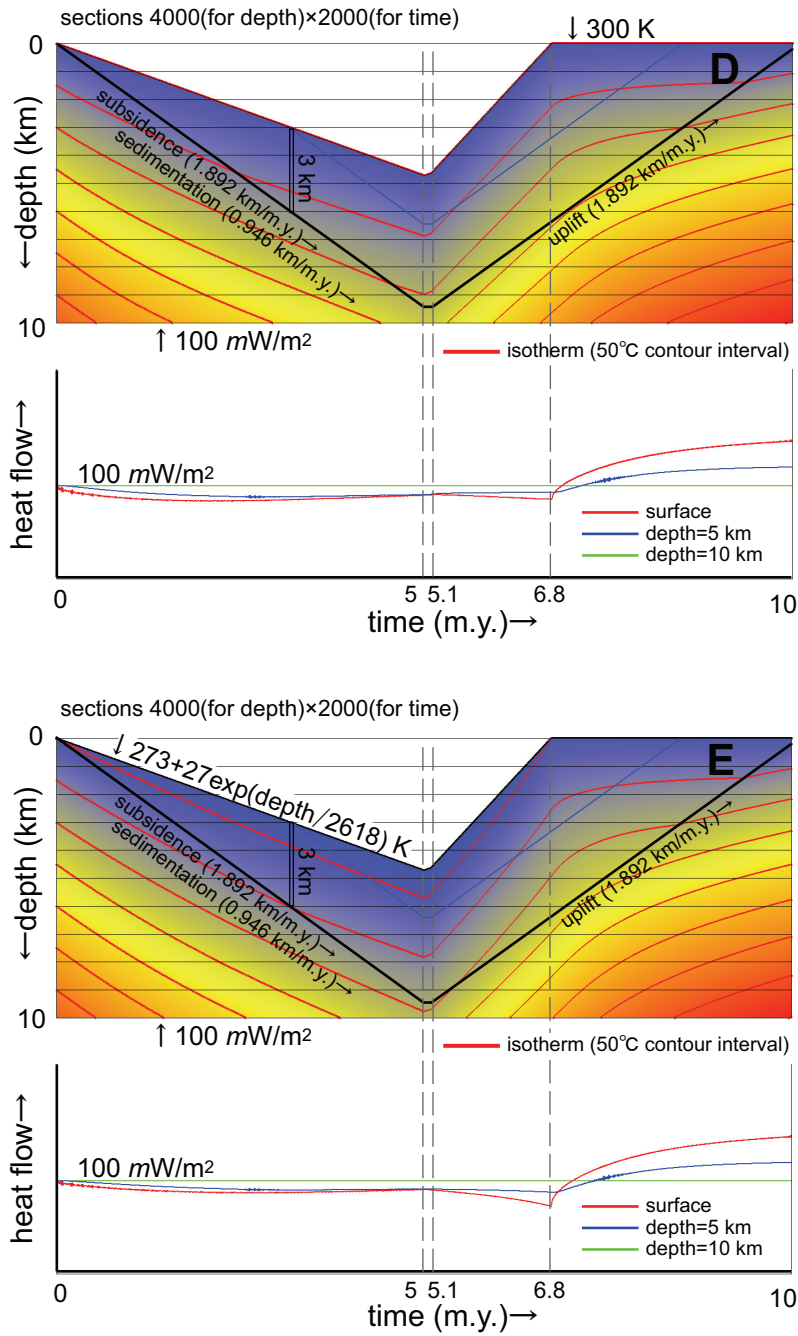 sections 4000(for depth)×2000(for time)
0
↓ 300 K
D
←depth (km)
subsidence (1.892 km/m.y.)→
sedimentation (0.946 km/m.y.)→
3 km
uplift (1.892 km/m.y.)→
10
↑ 100 mW/m2
isotherm (50°C contour interval)
heat flow→
100 mW/m2
surface
depth=5 km
depth=10 km
0
5
5.1
6.8
10
time (m.y.)→
sections 4000(for depth)×2000(for time)
0
↓ 273+27exp(depth/2618) K
E
←depth (km)
subsidence (1.892 km/m.y.)→
sedimentation (0.946 km/m.y.)→
3 km
uplift (1.892 km/m.y.)→
10
↑ 100 mW/m2
isotherm (50°C contour interval)
heat flow→
100 mW/m2
surface
depth=5 km
depth=10 km
0
5
5.1
6.8
10
time (m.y.)→